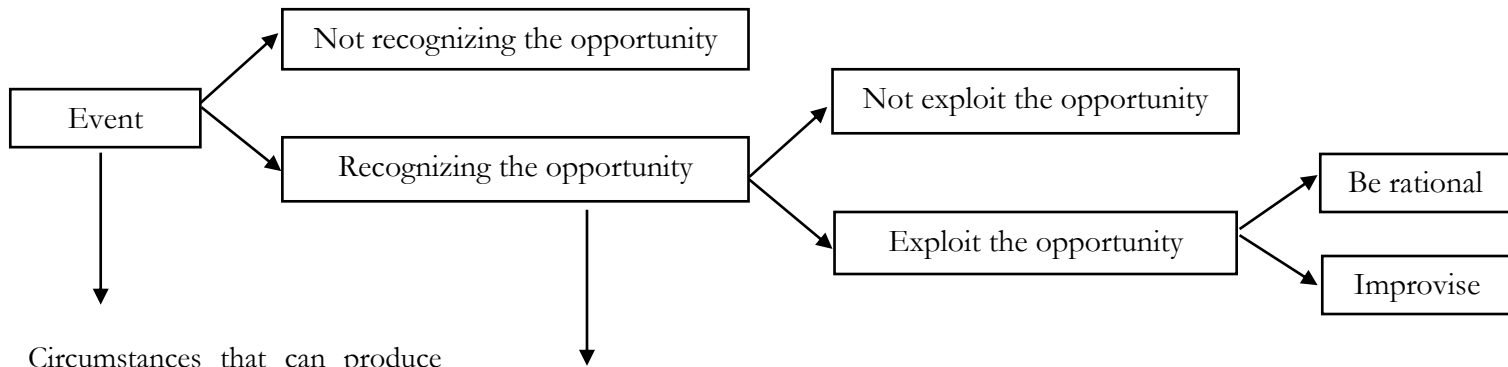 Not recognizing the opportunity
Event
Recognizing the opportunity
Not exploit the opportunity
Exploit the opportunity
Be rational
Improvise
Circumstances that can produce